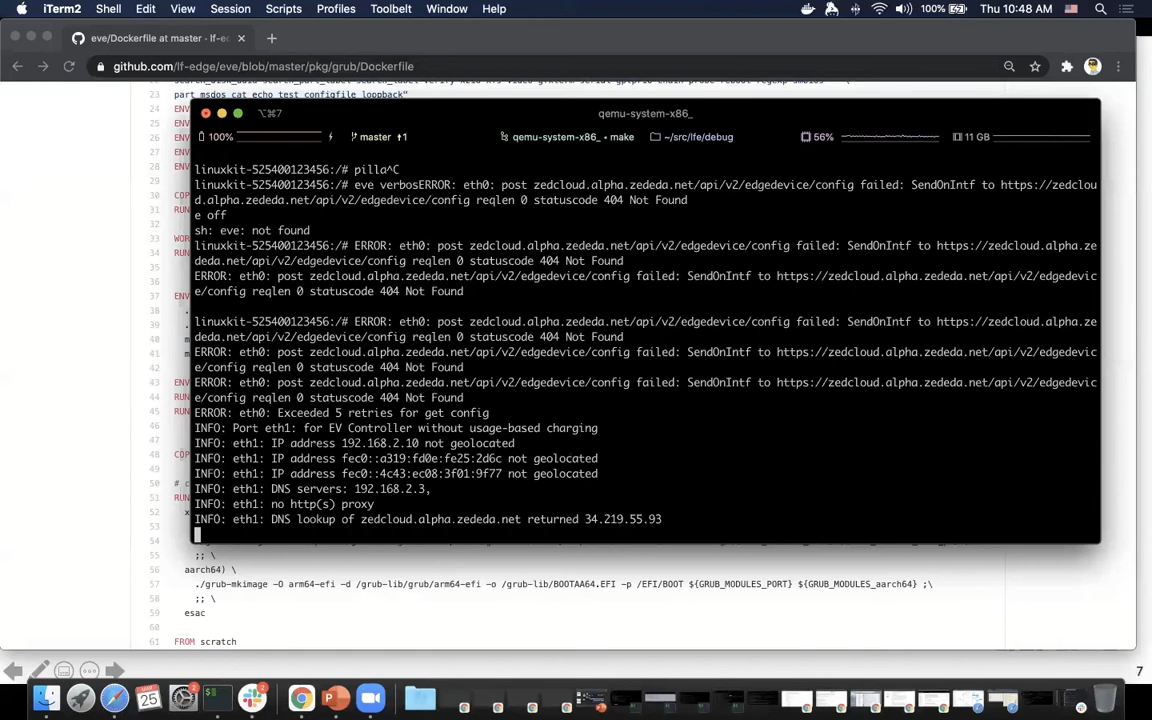 iTerm2 Shell Edit View Session Scripts Profiles Toolbelt Window Help 100% Thu 10:48 AM
eve/Dockerfile at master · lf-ed
github.com/lf-edge/eve/blob/master/pkg/grub/Dockerfile
23 part_msdos cat echo test configfile loopback"
24 ENV
⌥⌘7 qemu-system-x86_
100% master ↑1 qemu-system-x86_ • make ~/src/lfe/debug 56% 11 GB
linuxkit-525400123456:/# pilla^C
linuxkit-525400123456:/# eve verbosERROR: eth0: post zedcloud.alpha.zededa.net/api/v2/edgedevice/config failed: SendOnIntf to https://zedclou
d.alpha.zededa.net/api/v2/edgedevice/config reqlen 0 statuscode 404 Not Found
e off
sh: eve: not found
linuxkit-525400123456:/# ERROR: eth0: post zedcloud.alpha.zededa.net/api/v2/edgedevice/config failed: SendOnIntf to https://zedcloud.alpha.ze
deda.net/api/v2/edgedevice/config reqlen 0 statuscode 404 Not Found
ERROR: eth0: post zedcloud.alpha.zededa.net/api/v2/edgedevice/config failed: SendOnIntf to https://zedcloud.alpha.zededa.net/api/v2/edgedevic
e/config reqlen 0 statuscode 404 Not Found
linuxkit-525400123456:/# ERROR: eth0: post zedcloud.alpha.zededa.net/api/v2/edgedevice/config failed: SendOnIntf to https://zedcloud.alpha.ze
deda.net/api/v2/edgedevice/config reqlen 0 statuscode 404 Not Found
ERROR: eth0: post zedcloud.alpha.zededa.net/api/v2/edgedevice/config failed: SendOnIntf to https://zedcloud.alpha.zededa.net/api/v2/edgedevic
e/config reqlen 0 statuscode 404 Not Found
ERROR: eth0: post zedcloud.alpha.zededa.net/api/v2/edgedevice/config failed: SendOnIntf to https://zedcloud.alpha.zededa.net/api/v2/edgedevic
e/config reqlen 0 statuscode 404 Not Found
ERROR: eth0: Exceeded 5 retries for get config
INFO: Port eth1: for EV Controller without usage-based charging
INFO: eth1: IP address 192.168.2.10 not geolocated
INFO: eth1: IP address fec0::a319:fd0e:fe25:2d6c not geolocated
INFO: eth1: IP address fec0::4c43:ec08:3f01:9f77 not geolocated
INFO: eth1: DNS servers: 192.168.2.3,
INFO: eth1: no http(s) proxy
INFO: eth1: DNS lookup of zedcloud.alpha.zededa.net returned 34.219.55.93
55 ;; \
56 aarch64) \
57 ./grub-mkimage -O arm64-efi -d /grub-lib/grub/arm64-efi -o /grub-lib/BOOTAA64.EFI -p /EFI/BOOT ${GRUB_MODULES_PORT} ${GRUB_MODULES_aarch64} ;\
58 ;; \
59 esac
60
61 FROM scratch
7